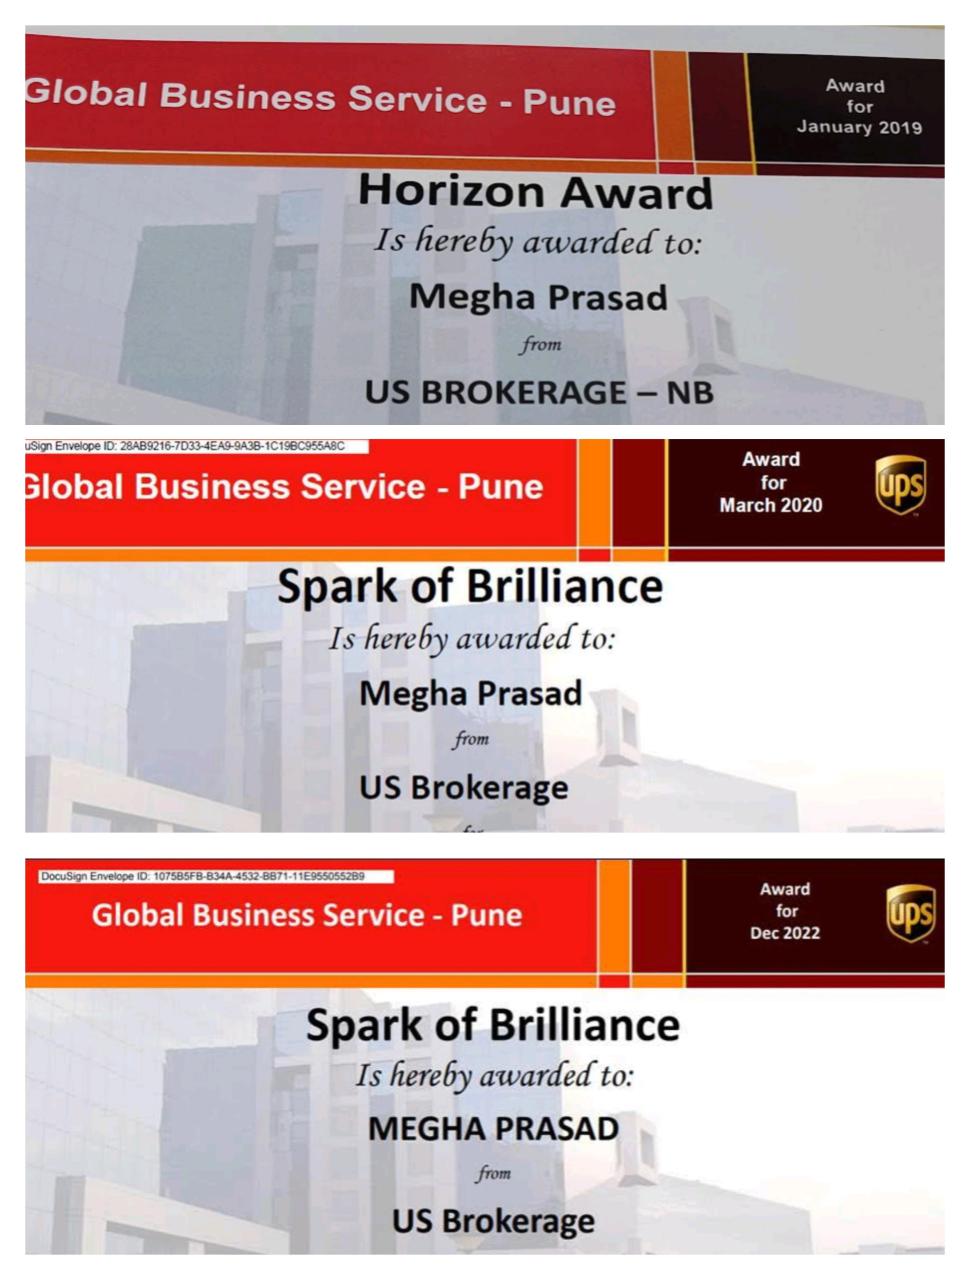 Global Business Service - Pune
Award
for
January 2019
Horizon Award
Is hereby awarded to:
Megha Prasad
from
US BROKERAGE – NB
uSign Envelope ID: 28AB9216-7D33-4EA9-9A3B-1C19BC955A8C
Global Business Service - Pune
Award
for
March 2020
ups
Spark of Brilliance
Is hereby awarded to:
Megha Prasad
from
US Brokerage
for
DocuSign Envelope ID: 1075B5FB-B34A-4532-BB71-11E9550552B9
Global Business Service - Pune
Award
for
Dec 2022
ups
Spark of Brilliance
Is hereby awarded to:
MEGHA PRASAD
from
US Brokerage